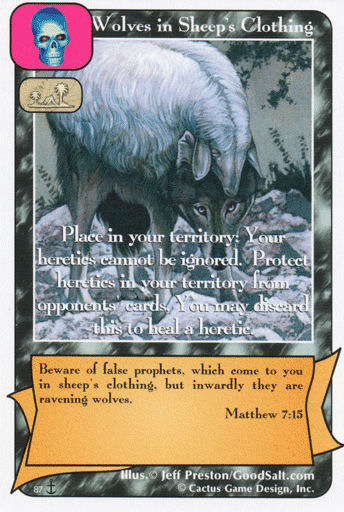 Wolves in Sheep's Clothing
Place in your territory: Your
heretics cannot be ignored. Protect
heretics in your territory from
opponents' cards. You may discard
this to heal a heretic.
Beware of false prophets, which come to you
in sheep's clothing, but inwardly they are
ravening wolves.
Matthew 7:15
Illus.© Jeff Preston/GoodSalt.com
87 © Cactus Game Design, Inc.